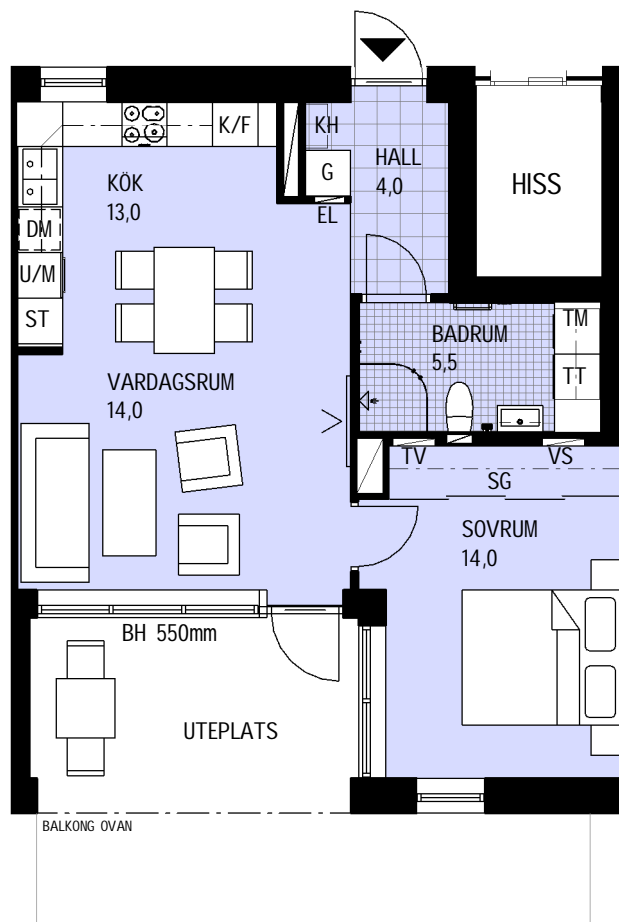 K/F
KH
G
EL
HALL
4,0
HISS
KÖK
13,0
DM
U/M
ST
BADRUM
5,5
TM
TT
VARDAGSRUM
14,0
TV
VS
SG
SOVRUM
14,0
BH 550mm
UTEPLATS
BALKONG OVAN